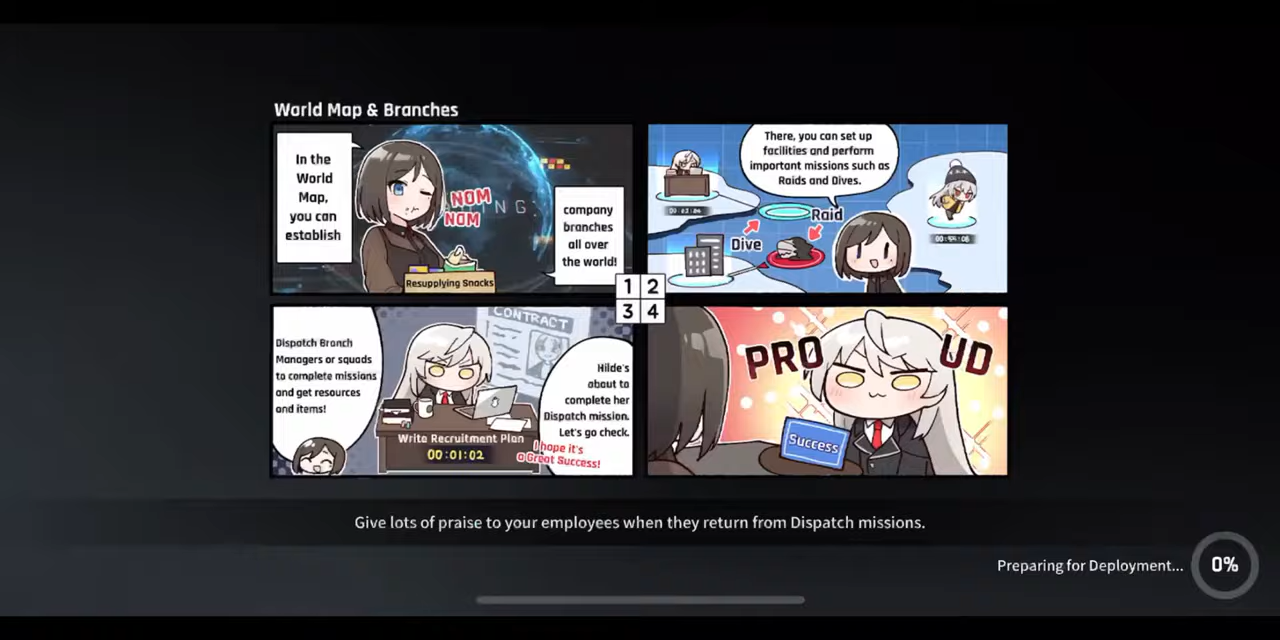 World Map & Branches
In the
World
Map,
you can
establish
NOM
NOM
company
branches
all over
the world!
Resupplying Snacks
There, you can set up
facilities and perform
important missions such as
Raids and Dives.
Raid
Dive
1 2
3 4
Dispatch Branch
Managers or squads
to complete missions
and get resources
and items!
CONTRACT
Hilde's
about to
complete her
Dispatch mission.
Let's go check.
I hope it's
a Great Success!
Write Recruitment Plan
00:01:02
PRO UD
Success
Give lots of praise to your employees when they return from Dispatch missions.
Preparing for Deployment...
0%